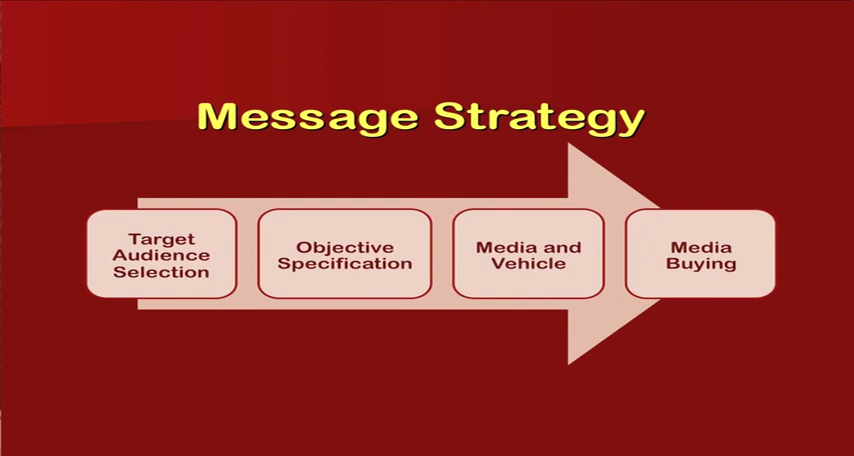 Message Strategy
Target
Audience
Selection
Objective
Specification
Media and
Vehicle
Media
Buying